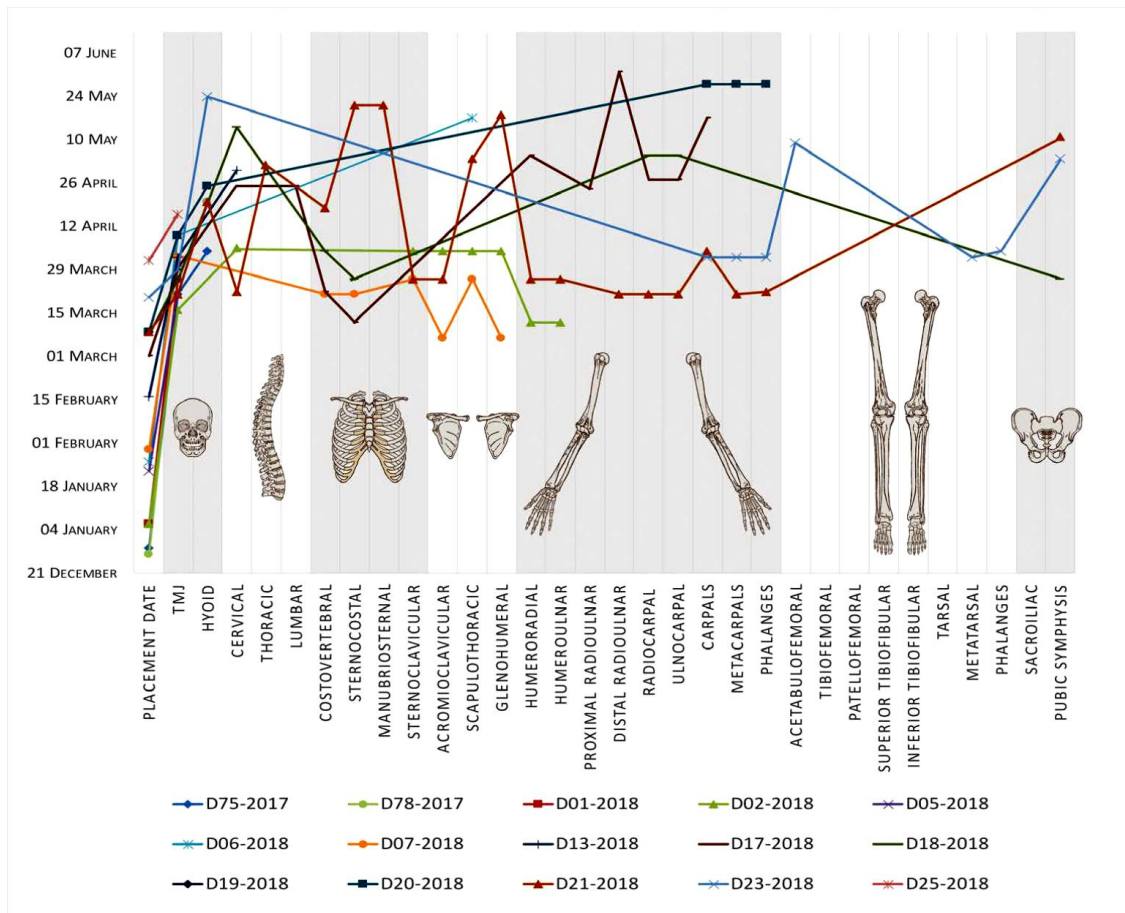 07 JUNE
24 MAY
10 MAY
26 APRIL
12 APRIL
29 MARCH
15 MARCH
01 MARCH
15 FEBRUARY
01 FEBRUARY
18 JANUARY
04 JANUARY
21 DECEMBER
PLACEMENT DATE
TMJ
HYOID
CERVICAL
THORACIC
LUMBAR
COSTOVERTEBRAL
STERNOCOSTAL
MANUBRIOSTERNAL
STERNOCLAVICULAR
ACROMIOCLAVICULAR
SCAPULOTHORACIC
GLENOHUMERAL
HUMERORADIAL
HUMEROULNAR
PROXIMAL RADIOULNAR
DISTAL RADIOULNAR
RADIOCARPAL
ULNOCARPAL
CARPALS
METACARPALS
PHALANGES
ACETABULOFEMORAL
TIBIOFEMORAL
PATELLOFEMORAL
SUPERIOR TIBIOFIBULAR
INFERIOR TIBIOFIBULAR
TARSAL
METATARSAL
PHALANGES
SACROILIAC
PUBIC SYMPHYSIS
D75-2017 D78-2017 D01-2018 D02-2018 D05-2018
D06-2018 D07-2018 D13-2018 D17-2018 D18-2018
D19-2018 D20-2018 D21-2018 D23-2018 D25-2018